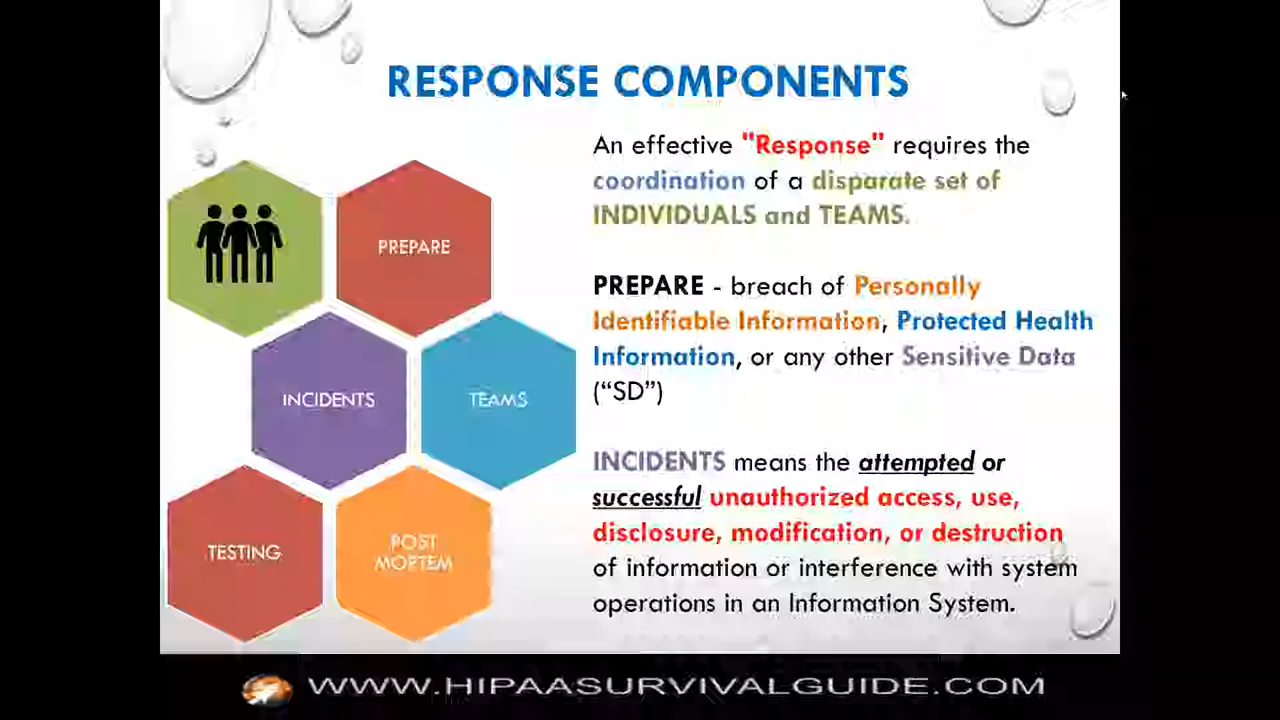 RESPONSE COMPONENTS
PREPARE
INCIDENTS
TEAMS
TESTING
POST
MORTEM
An effective "Response" requires the
coordination of a disparate set of
INDIVIDUALS and TEAMS.
PREPARE - breach of Personally
Identifiable Information, Protected Health
Information, or any other Sensitive Data
(“SD”)
INCIDENTS means the attempted or
successful unauthorized access, use,
disclosure, modification, or destruction
of information or interference with system
operations in an Information System.
WWW.HIPAASURVIVALGUIDE.COM